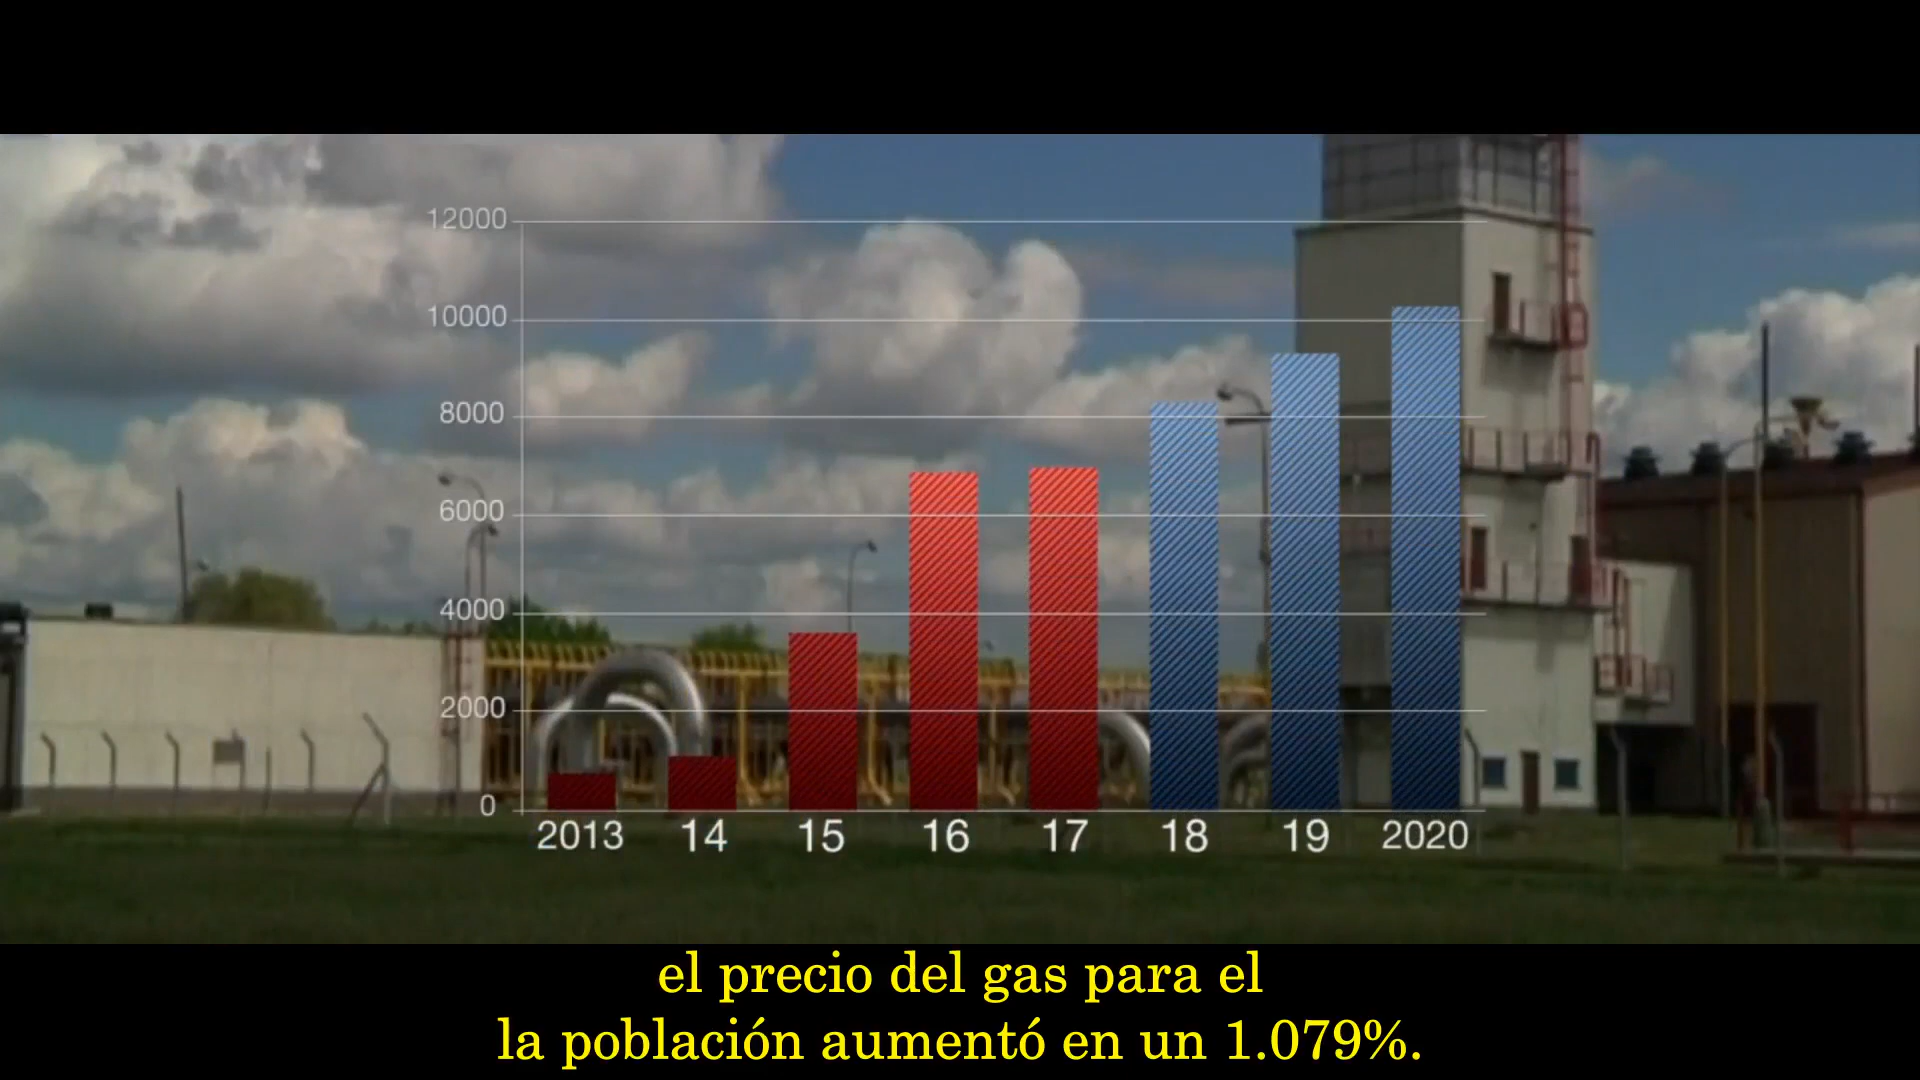 12000
10000
8000
6000
4000
2000
0
2013 14 15 16 17 18 19 2020
el precio del gas para el
la población aumentó en un 1.079%.